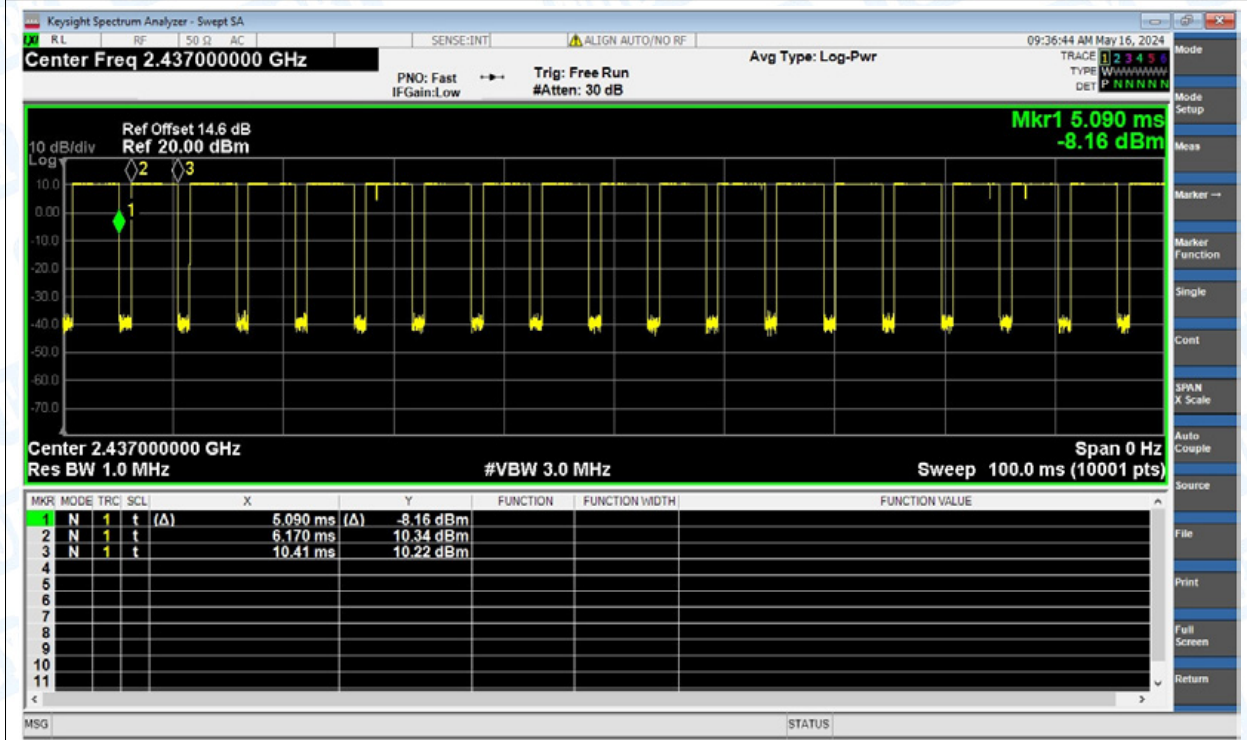 Keysight Spectrum Analyzer - Swept SA
RL RF 50 Ω AC SENSE:INT ALIGN AUTO/NO RF 09:36:44 AM May 16, 2024
Center Freq 2.437000000 GHz
PNO: Fast
IFGain:Low
Trig: Free Run
#Atten: 30 dB
Avg Type: Log-Pwr
TRACE 1 2 3 4 5 6
TYPE WWWWWW
DET P N N N N N
Ref Offset 14.6 dB
Ref 20.00 dBm
10 dB/div
Log
Mkr1 5.090 ms
-8.16 dBm
2 3
1
10.0
0.00
-10.0
-20.0
-30.0
-40.0
-50.0
-60.0
-70.0
Center 2.437000000 GHz Span 0 Hz
Res BW 1.0 MHz #VBW 3.0 MHz Sweep 100.0 ms (10001 pts)
MKR MODE TRC SCL X Y FUNCTION FUNCTION WIDTH FUNCTION VALUE
1 N 1 t (Δ) 5.090 ms (Δ) -8.16 dBm
2 N 1 t 6.170 ms 10.34 dBm
3 N 1 t 10.41 ms 10.22 dBm
4
5
6
7
8
9
10
11
MSG STATUS
Mode
Mode
Setup
Meas
Marker →
Marker
Function
Single
Cont
SPAN
X Scale
Auto
Couple
Source
File
Print
Full
Screen
Return